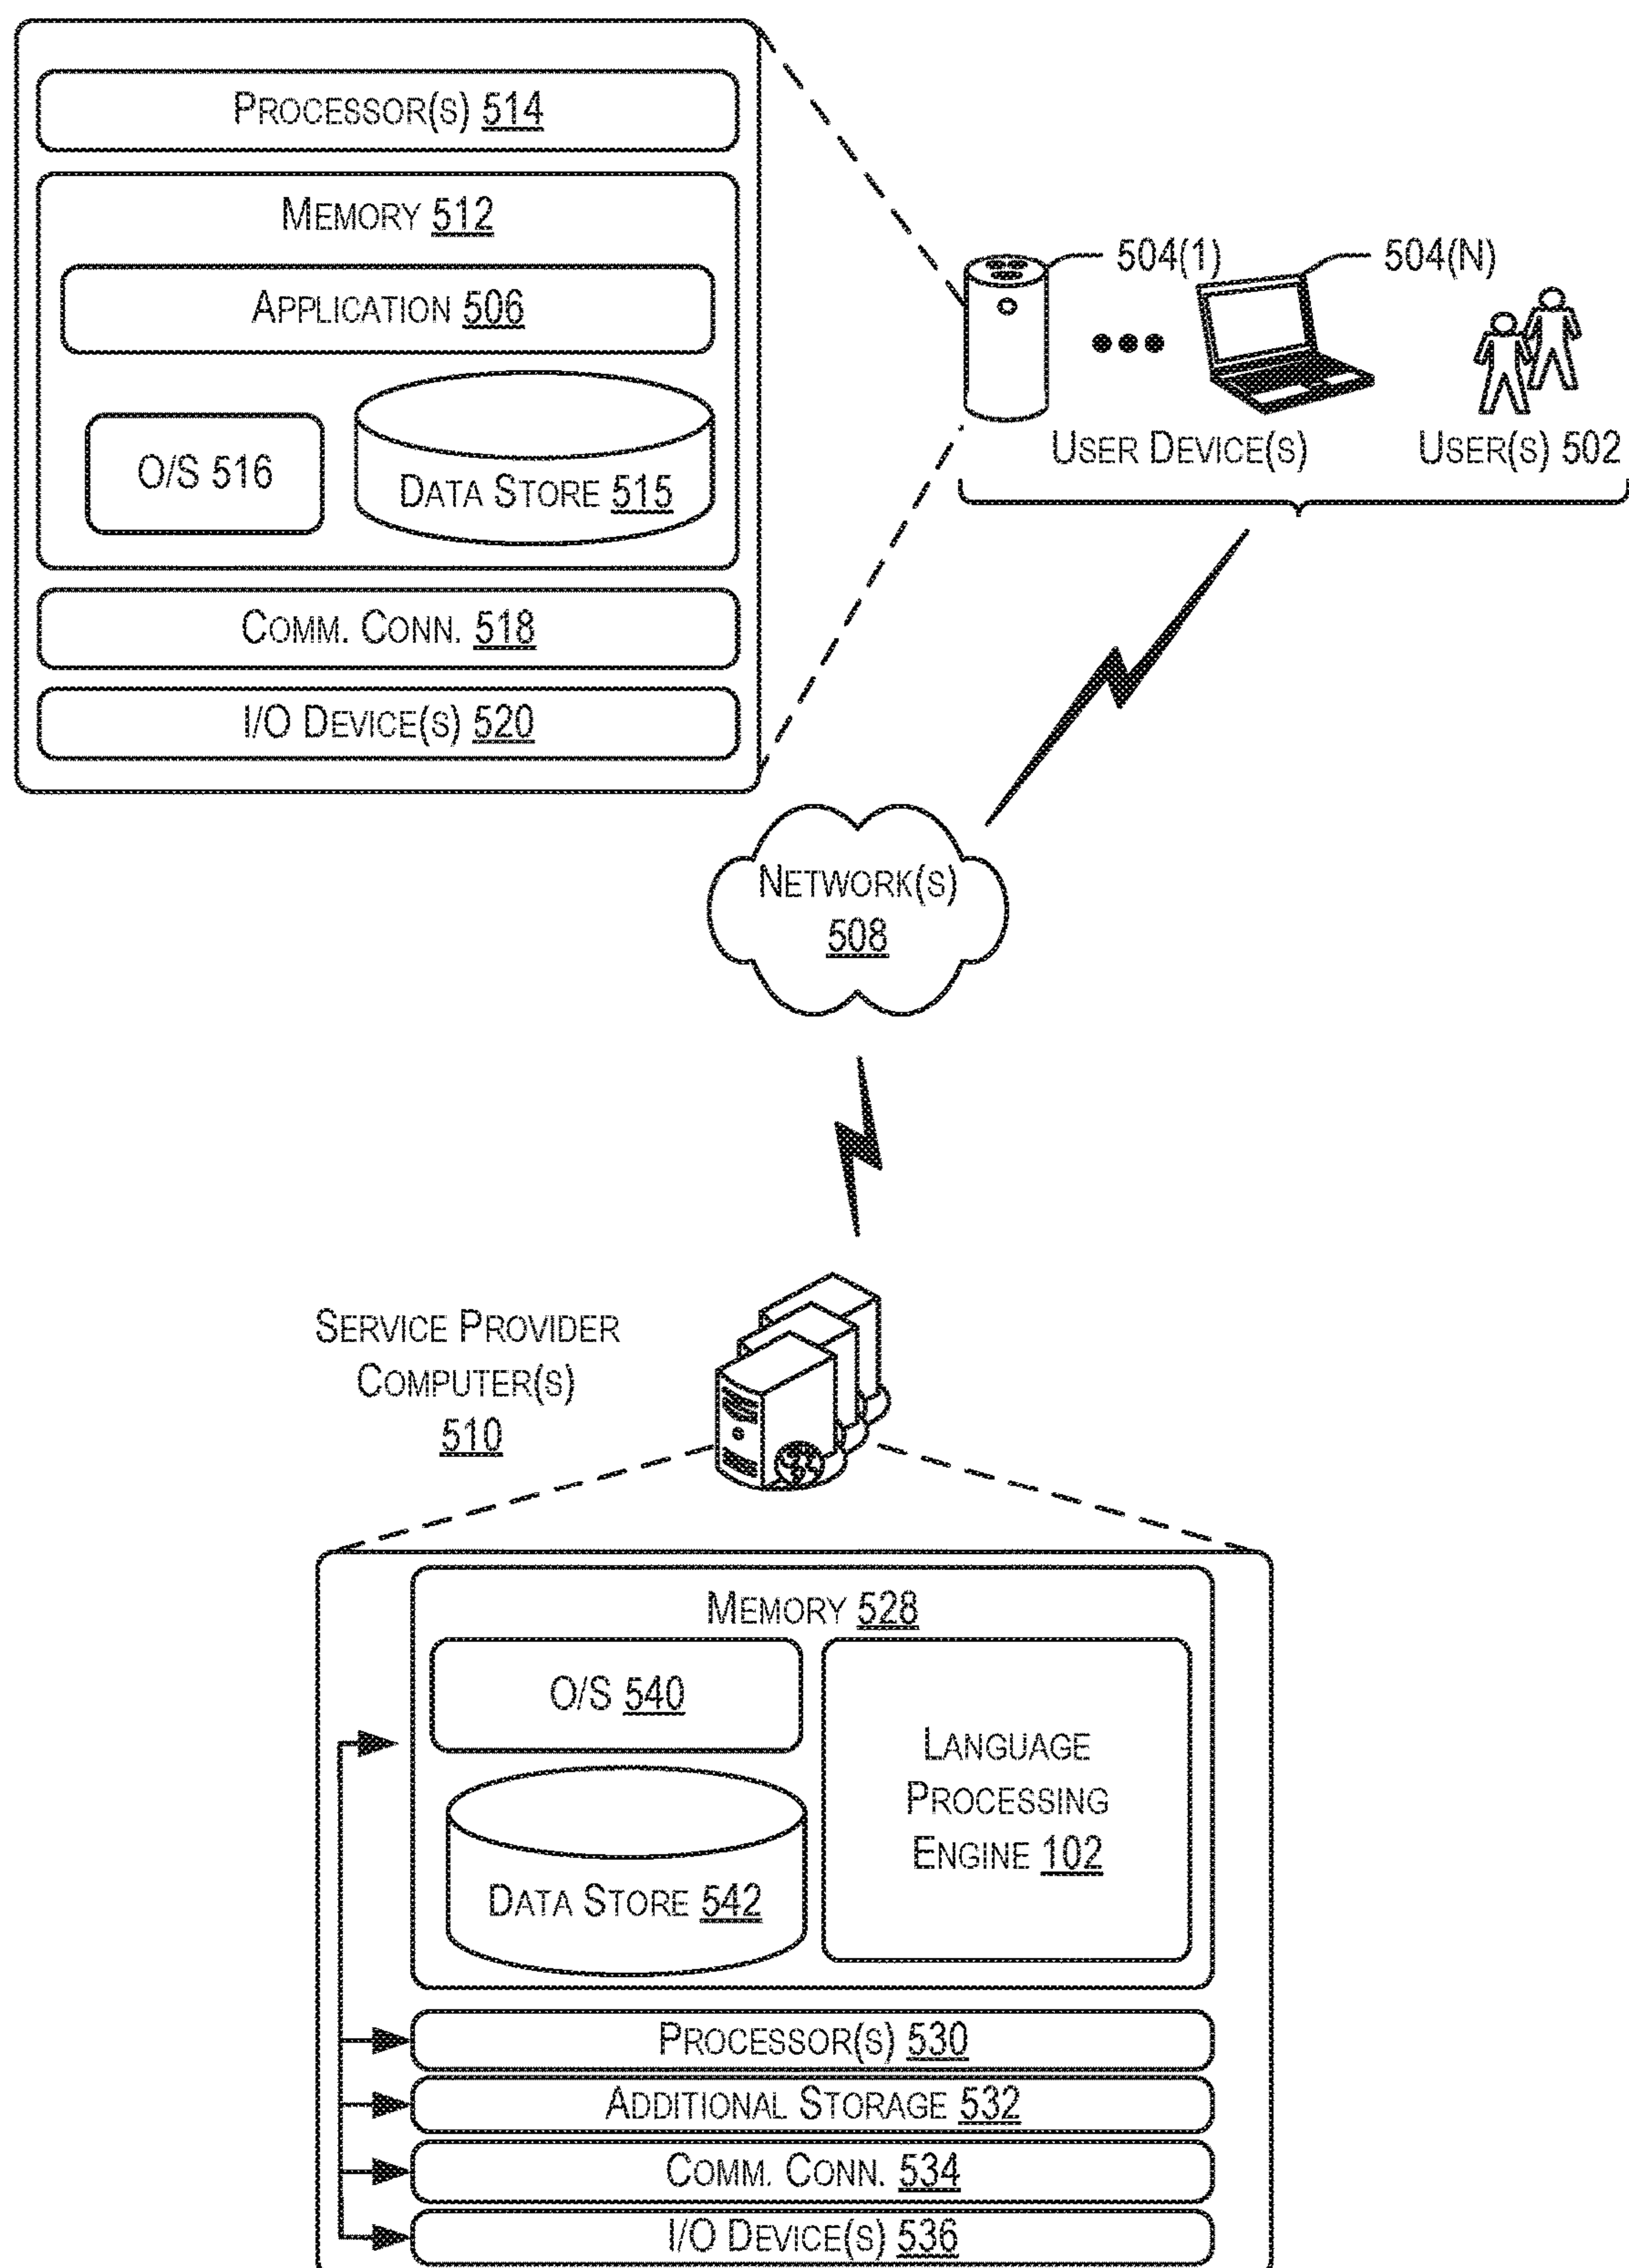 PROCESSOR(S) 514
MEMORY 512
APPLICATION 506
O/S 516
DATA STORE 515
COMM. CONN. 518
I/O DEVICE(S) 520
504(1)
504(N)
USER DEVICE(S)
USER(S) 502
NETWORK(S)
508
SERVICE PROVIDER
COMPUTER(S)
510
MEMORY 528
O/S 540
DATA STORE 542
LANGUAGE
PROCESSING
ENGINE 102
PROCESSOR(S) 530
ADDITIONAL STORAGE 532
COMM. CONN. 534
I/O DEVICE(S) 536